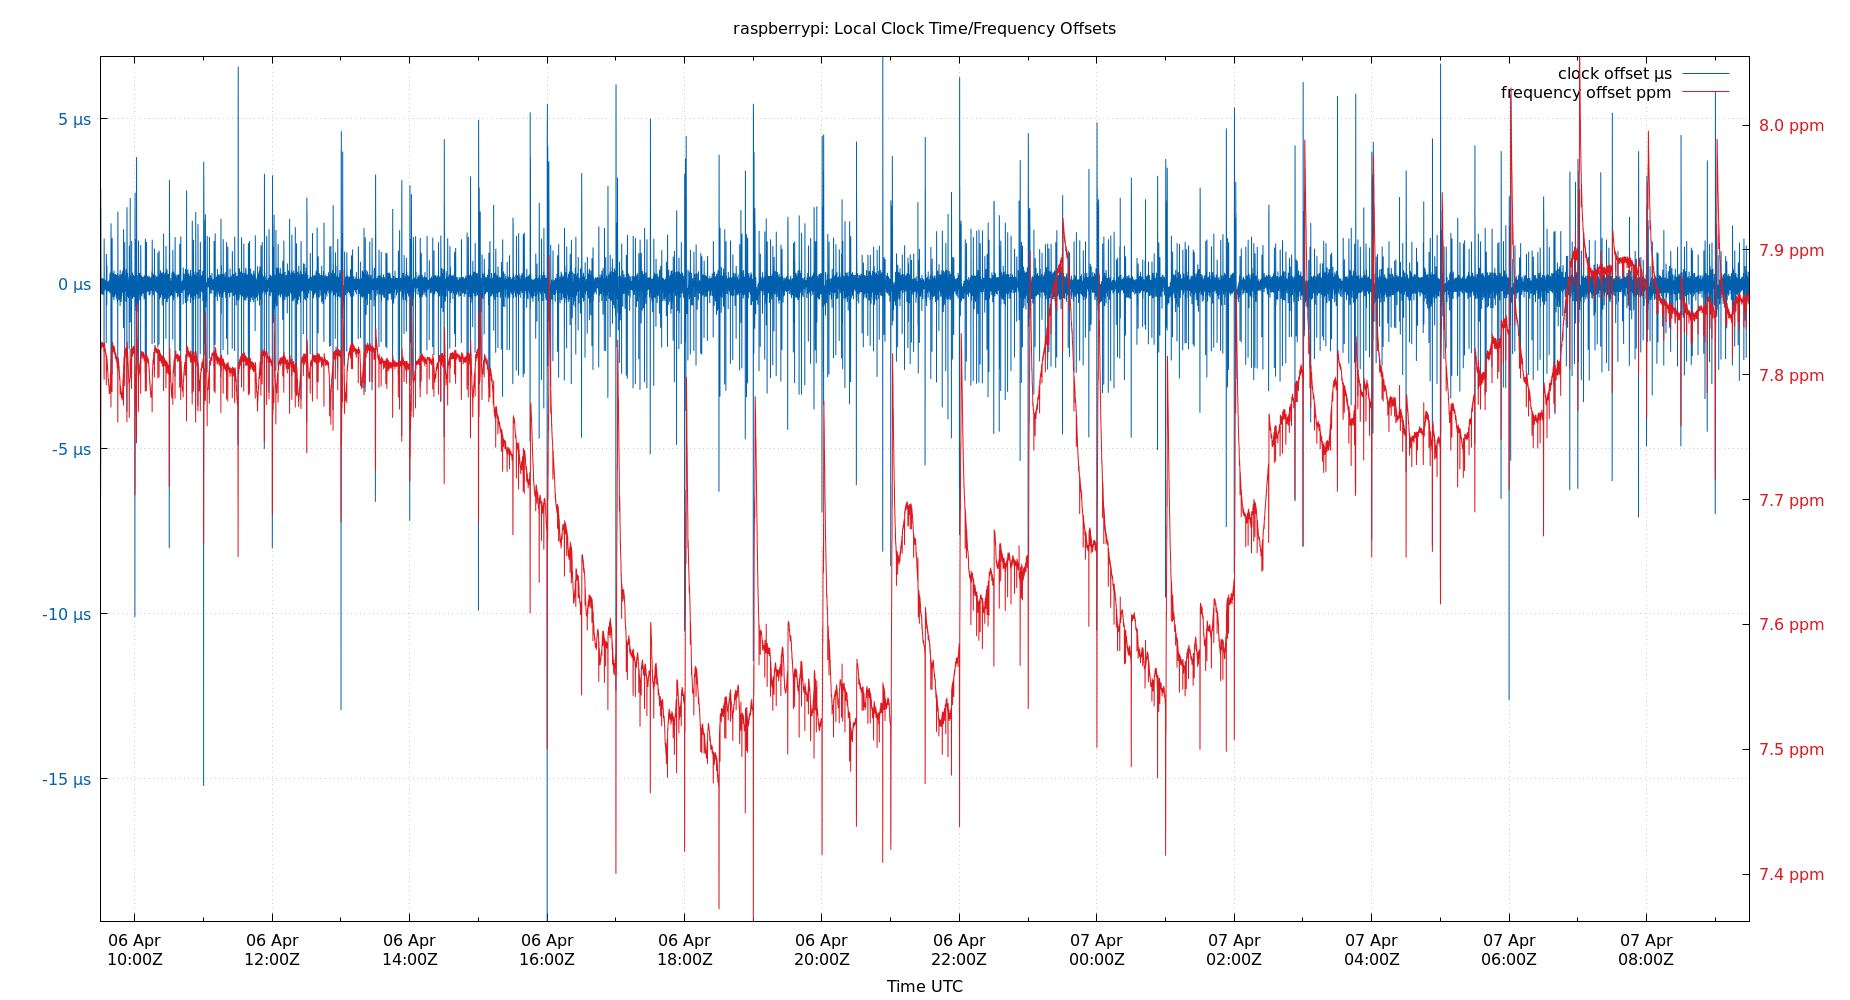 raspberrypi: Local Clock Time/Frequency Offsets
clock offset µs
frequency offset ppm
5 µs
0 µs
-5 µs
-10 µs
-15 µs
8.0 ppm
7.9 ppm
7.8 ppm
7.7 ppm
7.6 ppm
7.5 ppm
7.4 ppm
06 Apr
10:00Z
06 Apr
12:00Z
06 Apr
14:00Z
06 Apr
16:00Z
06 Apr
18:00Z
06 Apr
20:00Z
06 Apr
22:00Z
07 Apr
00:00Z
07 Apr
02:00Z
07 Apr
04:00Z
07 Apr
06:00Z
07 Apr
08:00Z
Time UTC